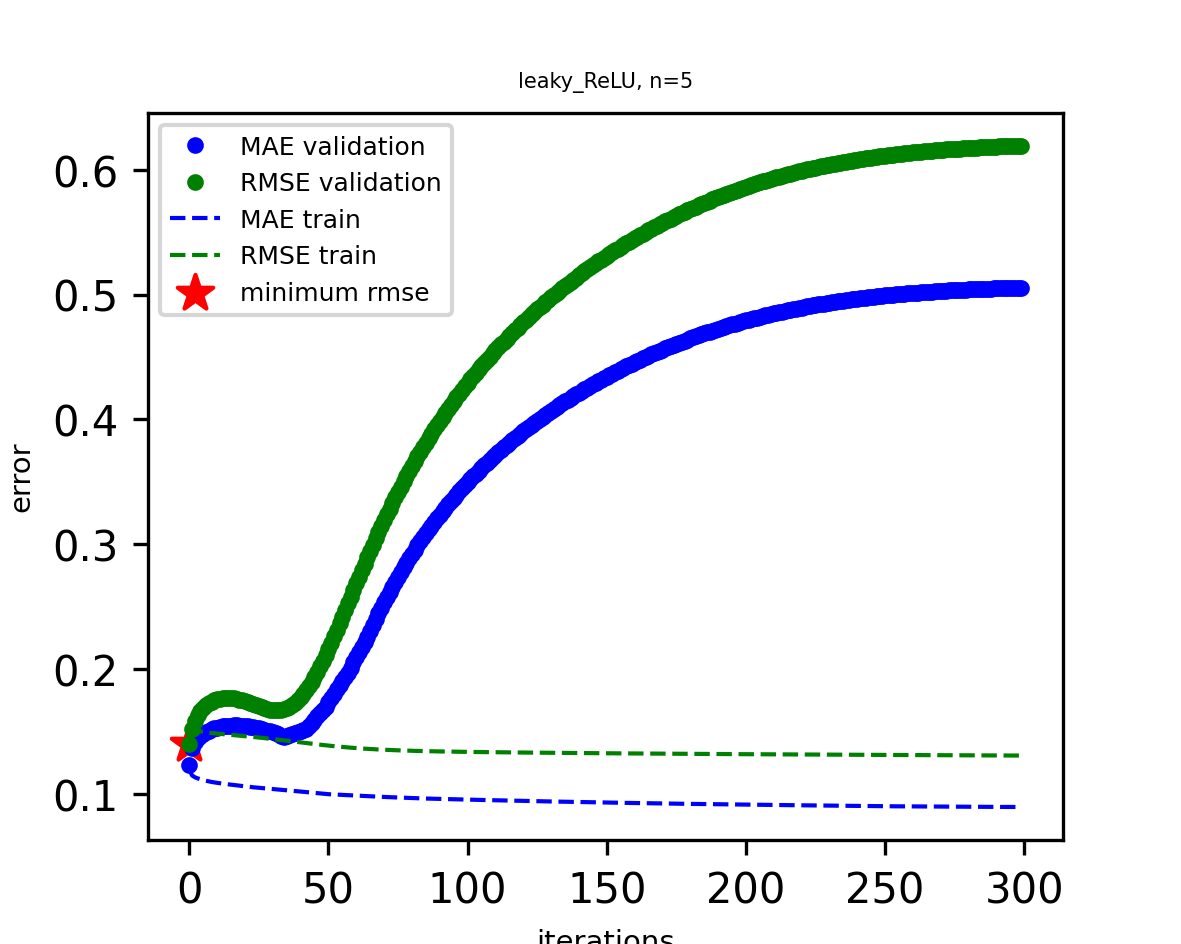 leaky_ReLU, n=5
MAE validation
RMSE validation
MAE train
RMSE train
minimum rmse
0.6
0.5
0.4
0.3
0.2
0.1
error
0 50 100 150 200 250 300
iterations